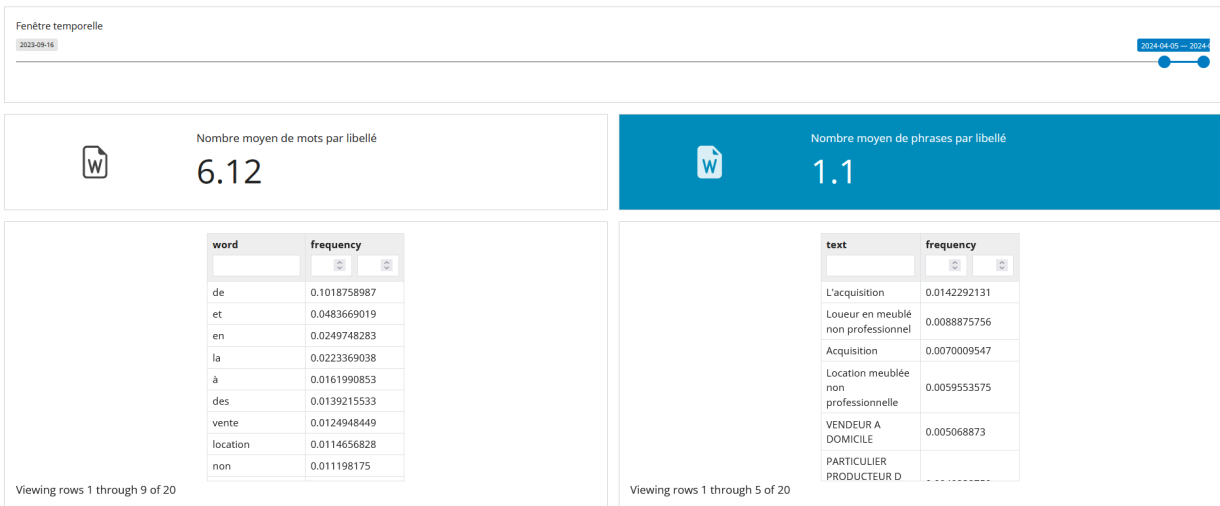 Fenêtre temporelle
2023-09-16
2024-04-05 — 2024-
Nombre moyen de mots par libellé
6.12
Nombre moyen de phrases par libellé
1.1
word frequency
de 0.1018758987
et 0.0483669019
en 0.0249748283
la 0.0223369038
à 0.0161990853
des 0.0139215533
vente 0.0124948449
location 0.0114656828
non 0.011198175
Viewing rows 1 through 9 of 20
text frequency
L'acquisition 0.0142292131
Loueur en meublé
non professionnel 0.0088875756
Acquisition 0.0070009547
Location meublée
non 0.0059553575
professionnelle
VENDEUR A
DOMICILE 0.005068873
PARTICULIER
PRODUCTEUR D
Viewing rows 1 through 5 of 20